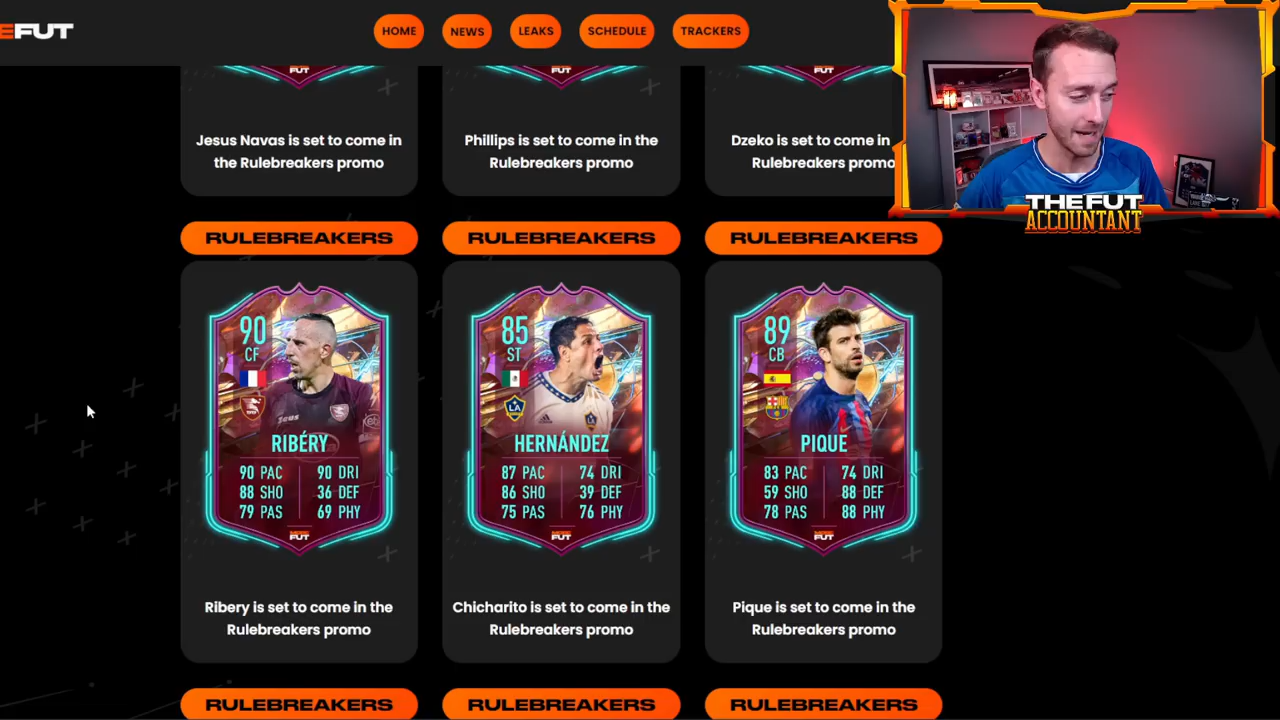 EFUT
HOME
NEWS
LEAKS
SCHEDULE
TRACKERS
THE FUT
ACCOUNTANT
FUT
FUT
FUT
Jesus Navas is set to come in
the Rulebreakers promo
Phillips is set to come in the
Rulebreakers promo
Dzeko is set to come in
Rulebreakers promo
RULEBREAKERS
RULEBREAKERS
RULEBREAKERS
90
CF
RIBÉRY
90 PAC
90 DRI
88 SHO
36 DEF
79 PAS
69 PHY
FUT
85
ST
LA
HERNÁNDEZ
87 PAC
74 DRI
86 SHO
39 DEF
75 PAS
76 PHY
FUT
89
CB
PIQUE
83 PAC
74 DRI
59 SHO
88 DEF
78 PAS
88 PHY
FUT
Ribery is set to come in the
Rulebreakers promo
Chicharito is set to come in the
Rulebreakers promo
Pique is set to come in the
Rulebreakers promo
RULEBREAKERS
RULEBREAKERS
RULEBREAKERS